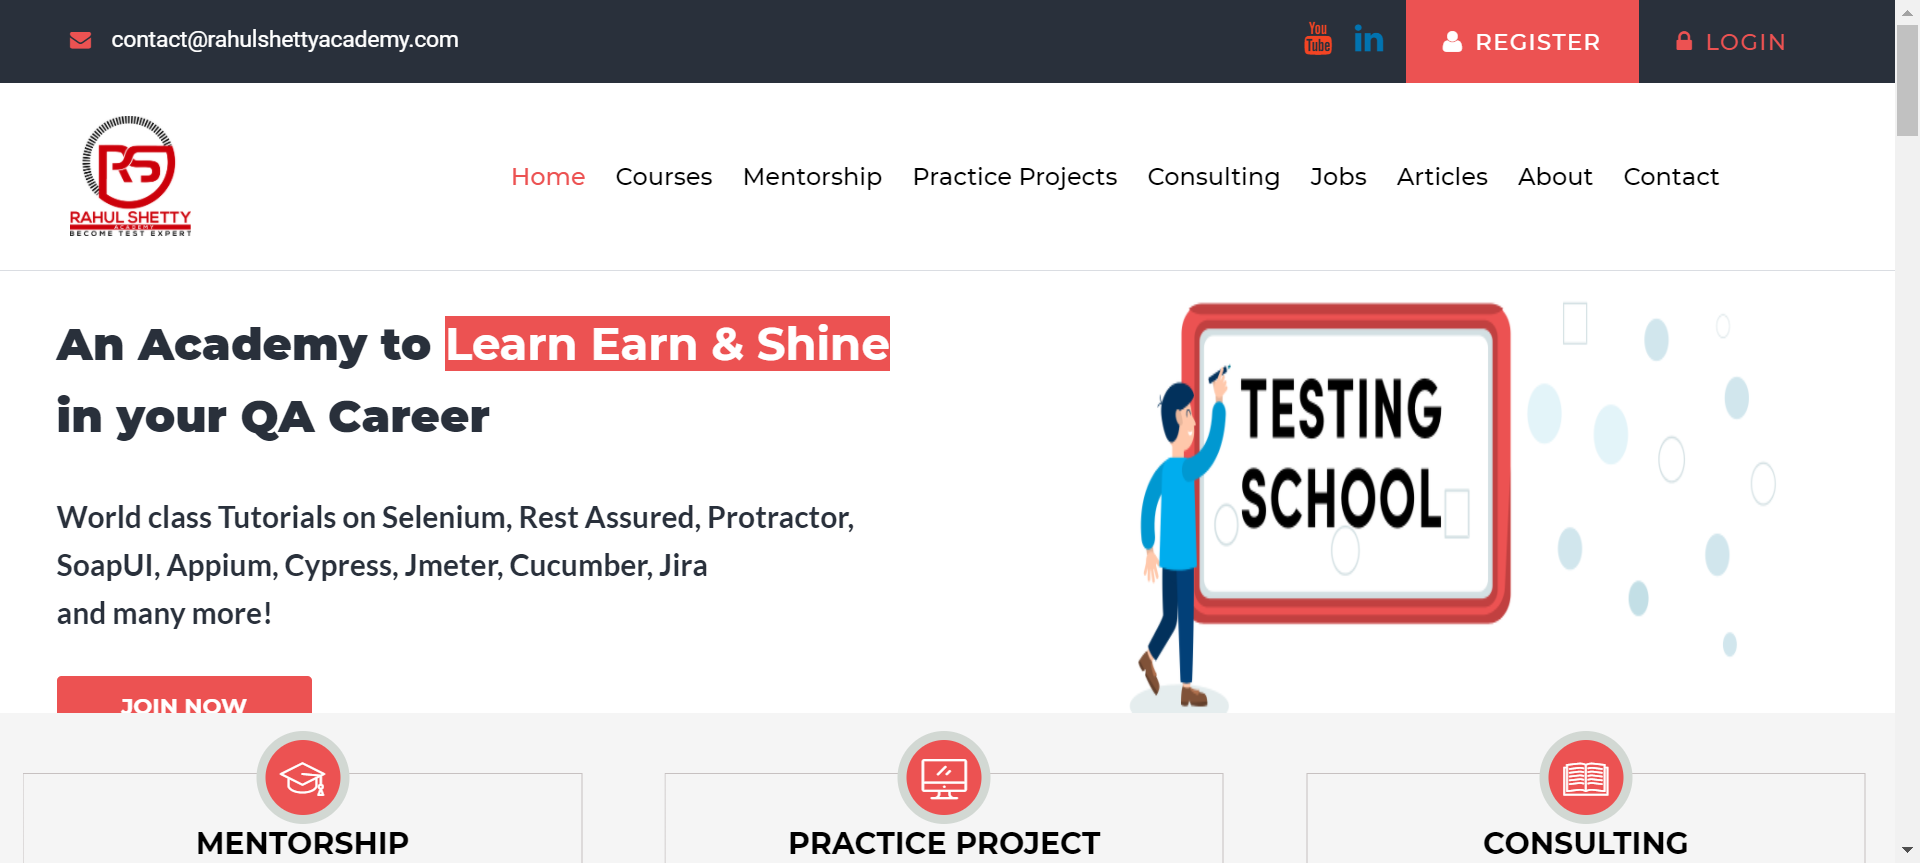 contact@rahulshettyacademy.com
You
Tube
in
REGISTER
LOGIN
RS
RAHUL SHETTY
ACADEMY
BECOME TEST EXPERT
Home Courses Mentorship Practice Projects Consulting Jobs Articles About Contact
An Academy to Learn Earn & Shine
in your QA Career
World class Tutorials on Selenium, Rest Assured, Protractor,
SoapUI, Appium, Cypress, Jmeter, Cucumber, Jira
and many more!
JOIN NOW
TESTING
SCHOOL
MENTORSHIP
PRACTICE PROJECT
CONSULTING